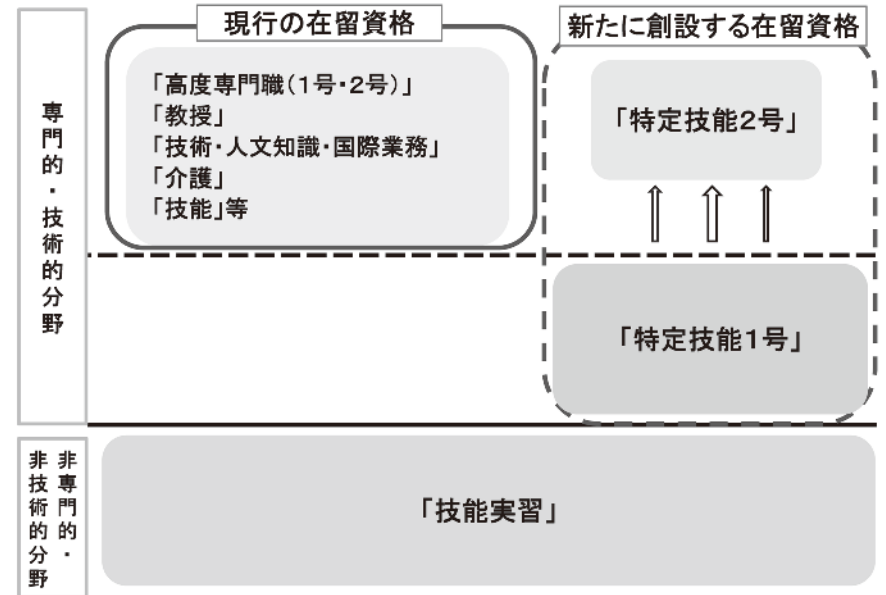 現行の在留資格
新たに創設する在留資格
専門的・技術的分野
「高度専門職(1号・2号)」
「教授」
「技術・人文知識・国際業務」
「介護」
「技能」等
「特定技能2号」
「特定技能1号」
非専門的・
非技術的分野
「技能実習」